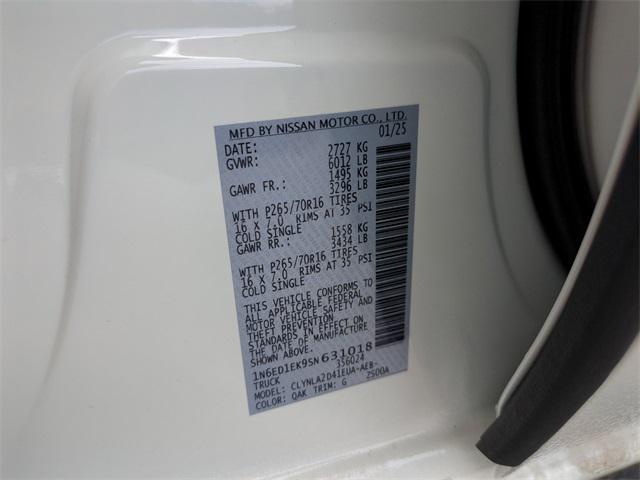 MFD BY NISSAN MOTOR CO., LTD.
DATE: 01/25
GVWR: 2727 KG
6012 LB
GAWR FR.: 1495 KG
3296 LB
WITH P265/70R16 TIRES
16 X 7.0 RIMS AT 35 PSI
COLD SINGLE
GAWR RR.: 1558 KG
3434 LB
WITH P265/70R16 TIRES
16 X 7.0 RIMS AT 35 PSI
COLD SINGLE
THIS VEHICLE CONFORMS TO
ALL APPLICABLE FEDERAL
MOTOR VEHICLE SAFETY AND
THEFT PREVENTION
STANDARDS IN EFFECT ON
THE DATE OF MANUFACTURE
SHOWN ABOVE.
1N6ED1EK9SN631018
TRUCK 356024
MODEL: CLYNLA2D41EUA-AEB-
COLOR: QAK TRIM: G ZS00A